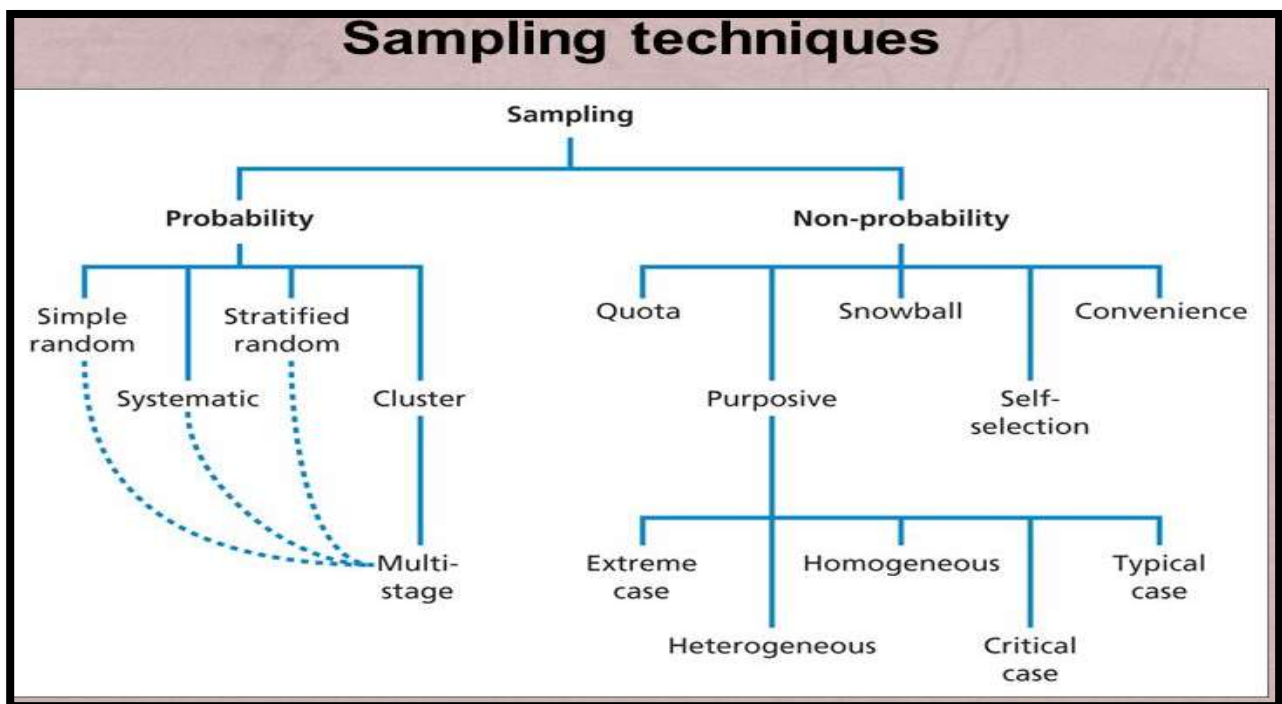 Sampling techniques
Sampling
Probability
Non-probability
Simple
random
Stratified
random
Quota
Snowball
Convenience
Systematic
Cluster
Purposive
Self-
selection
Multi-
stage
Extreme
case
Homogeneous
Typical
case
Heterogeneous
Critical
case